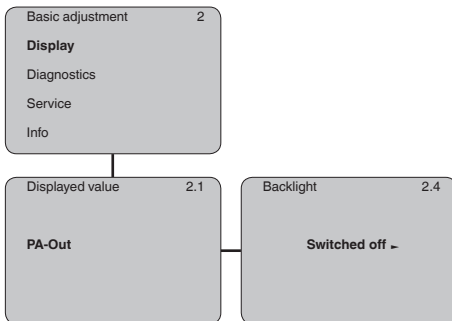 Basic adjustment 2
Display
Diagnostics
Service
Info
Displayed value 2.1
PA-Out
Backlight 2.4
Switched off ►